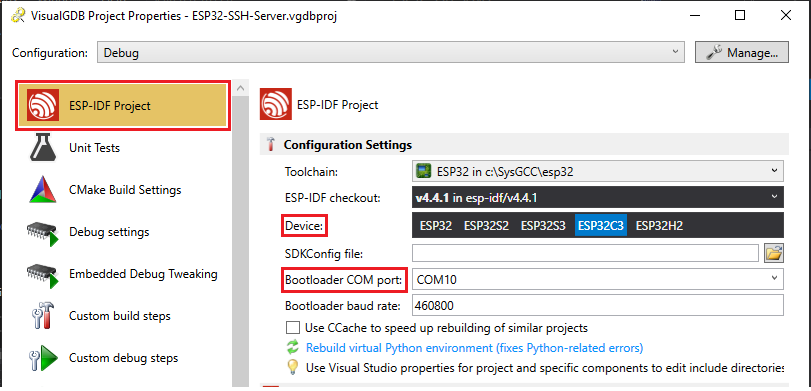 VisualGDB Project Properties - ESP32-SSH-Server.vgdbproj
Configuration: Debug Manage...
ESP-IDF Project
Unit Tests
CMake Build Settings
Debug settings
Embedded Debug Tweaking
Custom build steps
Custom debug steps
ESP-IDF Project
Configuration Settings
Toolchain: ESP32 in c:\SysGCC\esp32
ESP-IDF checkout: v4.4.1 in esp-idf/v4.4.1
Device: ESP32 ESP32S2 ESP32S3 ESP32C3 ESP32H2
SDKConfig file:
Bootloader COM port: COM10
Bootloader baud rate: 460800
Use CCache to speed up rebuilding of similar projects
Rebuild virtual Python environment (fixes Python-related errors)
Use Visual Studio properties for project and specific components to edit include directories